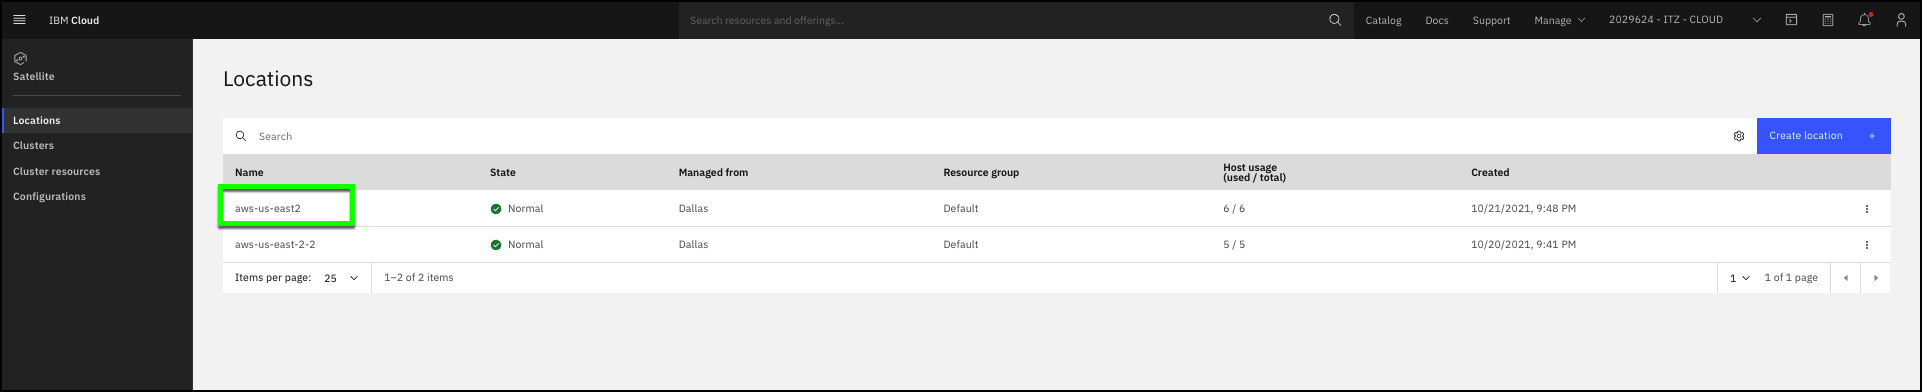 IBM Cloud
Search resources and offerings...
Catalog
Docs
Support
Manage
2029624 - ITZ - CLOUD
Satellite
Locations
Clusters
Cluster resources
Configurations
Locations
Search
Create location +
Name
State
Managed from
Resource group
Host usage
(used / total)
Created
aws-us-east2
Normal
Dallas
Default
6 / 6
10/21/2021, 9:48 PM
aws-us-east-2-2
Normal
Dallas
Default
5 / 5
10/20/2021, 9:41 PM
Items per page: 25
1–2 of 2 items
1
1 of 1 page